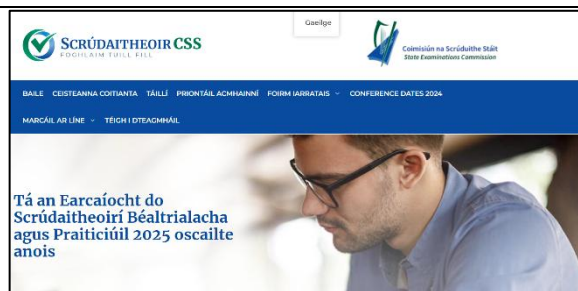 Gaeilge
SCRÚDAITHEOIR CSS
FOGHLAIM TUILL FILL
Coimisiún na Scrúduithe Stáit
State Examinations Commission
BAILE CEISTEANNA COITIANTA TÁILLÍ PRIONTÁIL ACMHAINNÍ FOIRM IARRATAIS CONFERENCE DATES 2024
MARCÁIL AR LÍNE TÉIGH I DTEAGMHÁIL
Tá an Earcaíocht do
Scrúdaitheoirí Béaltrialacha
agus Praiticiúil 2025 oscailte
anois